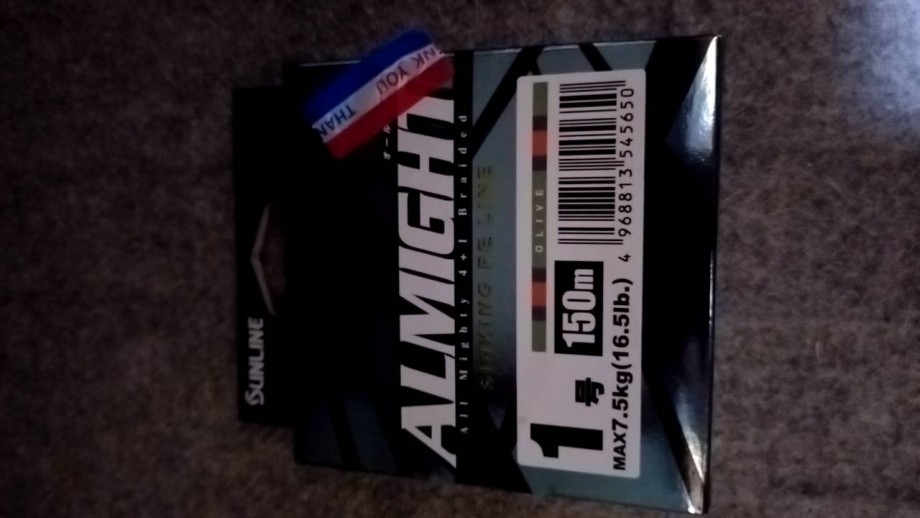 SUNLINE
THANK YOU
ALMIGHT
All Mighty 4+1 Braided
SINKING PE LINE
OLIVE
4 968813 545650
1号 150m
MAX7.5kg(16.5lb.)